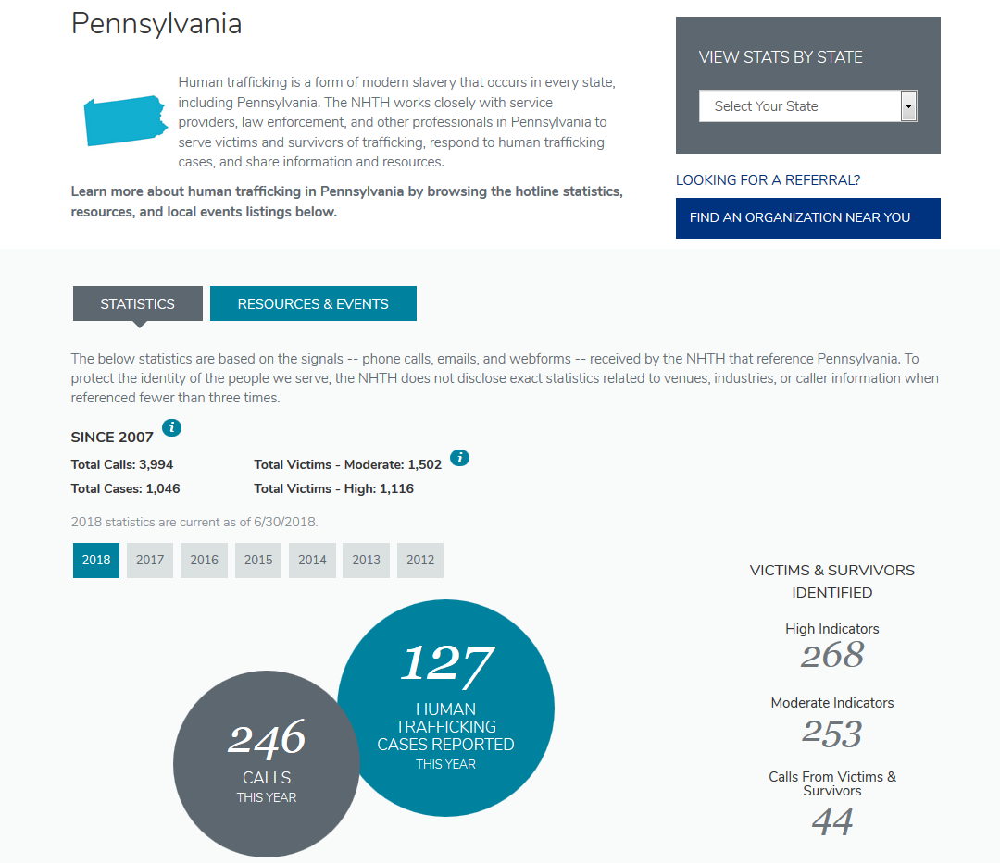 Pennsylvania
Human trafficking is a form of modern slavery that occurs in every state,
including Pennsylvania. The NHTH works closely with service
providers, law enforcement, and other professionals in Pennsylvania to
serve victims and survivors of trafficking, respond to human trafficking
cases, and share information and resources.
Learn more about human trafficking in Pennsylvania by browsing the hotline statistics,
resources, and local events listings below.
VIEW STATS BY STATE
Select Your State
LOOKING FOR A REFERRAL?
FIND AN ORGANIZATION NEAR YOU
STATISTICS
RESOURCES & EVENTS
The below statistics are based on the signals -- phone calls, emails, and webforms -- received by the NHTH that reference Pennsylvania. To
protect the identity of the people we serve, the NHTH does not disclose exact statistics related to venues, industries, or caller information when
referenced fewer than three times.
SINCE 2007 i
Total Calls: 3,994
Total Victims - Moderate: 1,502 i
Total Cases: 1,046
Total Victims - High: 1,116
2018 statistics are current as of 6/30/2018.
2018 2017 2016 2015 2014 2013 2012
127
HUMAN
TRAFFICKING
CASES REPORTED
THIS YEAR
246
CALLS
THIS YEAR
VICTIMS & SURVIVORS
IDENTIFIED
High Indicators
268
Moderate Indicators
253
Calls From Victims &
Survivors
44